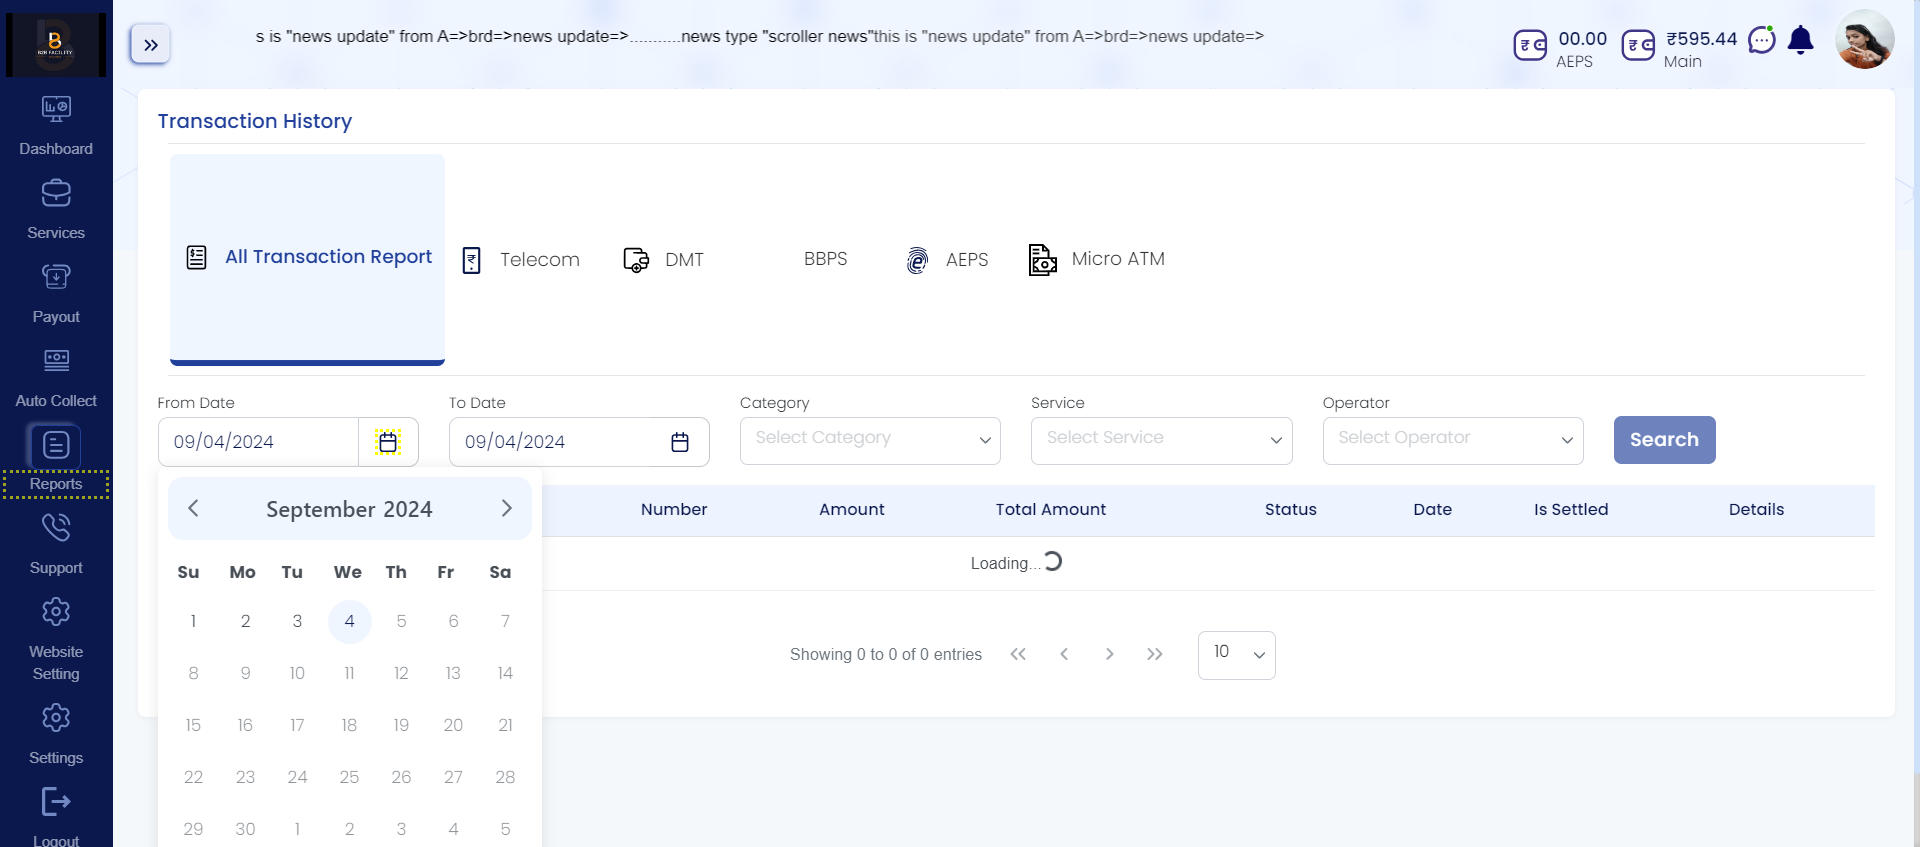 B2B FACILITY
s is "news update" from A=>brd=>news update=>...........news type "scroller news"this is "news update" from A=>brd=>news update=>
00.00
AEPS
₹595.44
Main
Dashboard
Services
Payout
Auto Collect
Reports
Support
Website
Setting
Settings
Logout
Transaction History
All Transaction Report
Telecom
DMT
BBPS
AEPS
Micro ATM
From Date
09/04/2024
To Date
09/04/2024
Category
Select Category
Service
Select Service
Operator
Select Operator
Search
September 2024
Su Mo Tu We Th Fr Sa
1 2 3 4 5 6 7
8 9 10 11 12 13 14
15 16 17 18 19 20 21
22 23 24 25 26 27 28
29 30 1 2 3 4 5
Number Amount Total Amount Status Date Is Settled Details
Loading...
Showing 0 to 0 of 0 entries
10